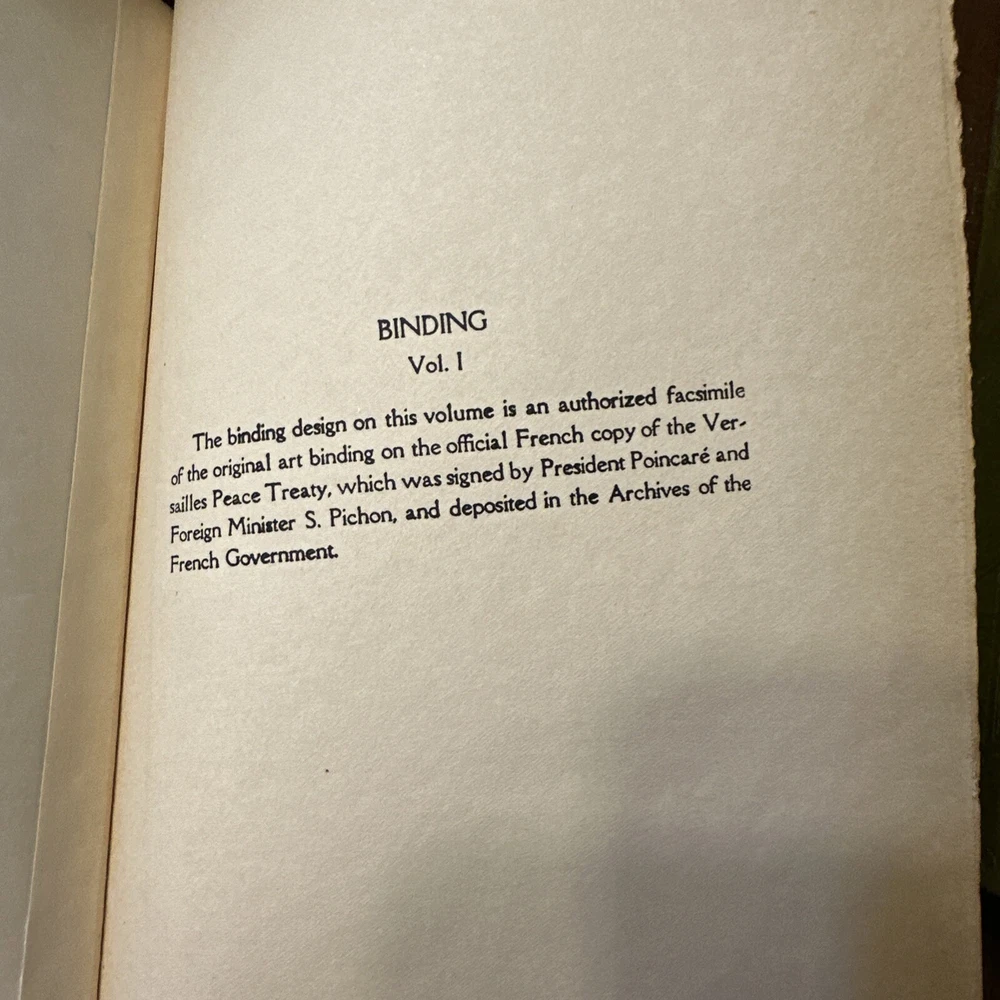 BINDING
Vol. I
The binding design on this volume is an authorized facsimile
of the original art binding on the official French copy of the Ver-
sailles Peace Treaty, which was signed by President Poincaré and
Foreign Minister S. Pichon, and deposited in the Archives of the
French Government.